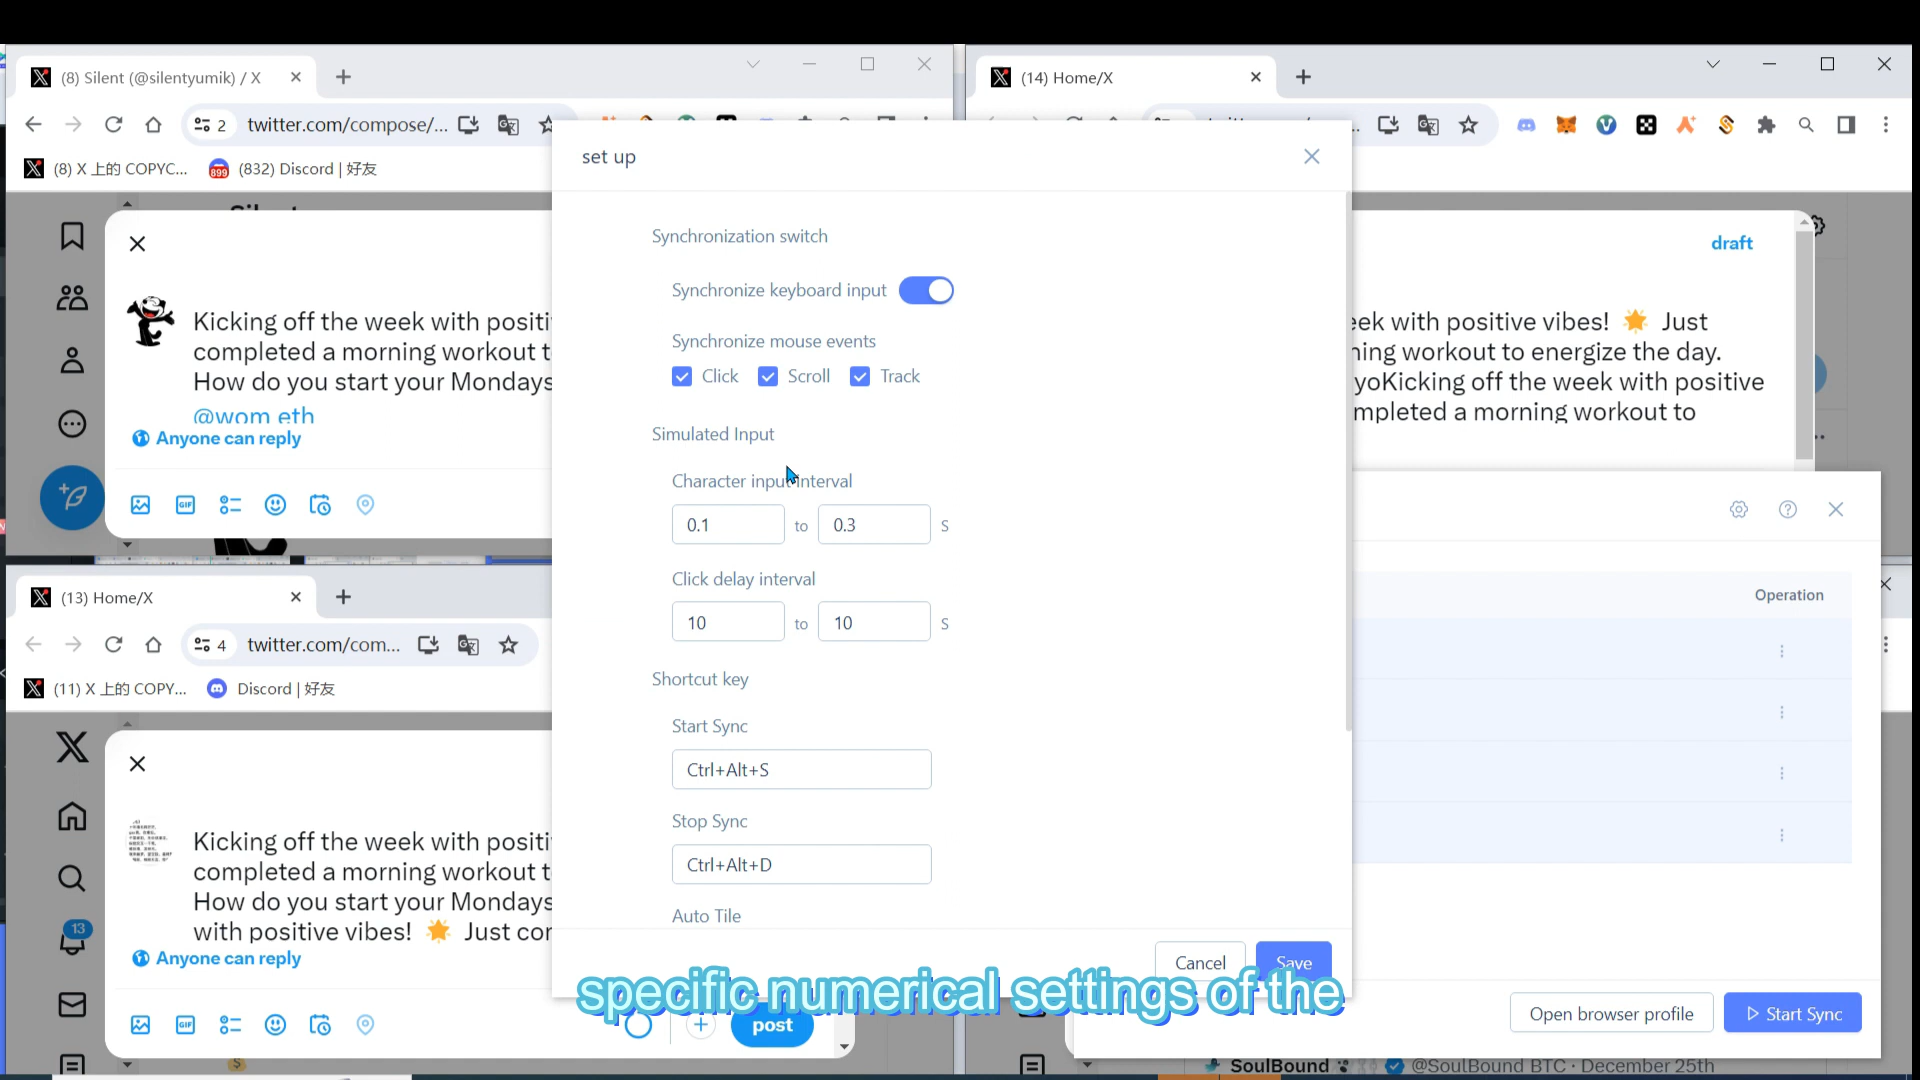 (8) Silent (@silentyumik) / X
(14) Home/X
2
twitter.com/compose/...
(8) X 上的 COPYC...
899
(832) Discord | 好友
set up
Synchronization switch
draft
Synchronize keyboard input
Kicking off the week with positi
completed a morning workout t
How do you start your Mondays
@wom eth
Anyone can reply
GIF
eek with positive vibes! 🌟 Just
ning workout to energize the day.
yoKicking off the week with positive
mpleted a morning workout to
Synchronize mouse events
Click
Scroll
Track
Simulated Input
Character input interval
0.1
to
0.3
S
Click delay interval
10
to
10
S
Operation
(13) Home/X
4
twitter.com/com...
(11) X 上的 COPY...
Discord | 好友
Shortcut key
Start Sync
Ctrl+Alt+S
Stop Sync
Ctrl+Alt+D
Auto Tile
Kicking off the week with positi
completed a morning workout t
How do you start your Mondays
with positive vibes! 🌟 Just cor
13
Anyone can reply
GIF
Cancel
Save
specific numerical settings of the
post
Open browser profile
Start Sync
SoulBound
@SoulBound BTC · December 25th